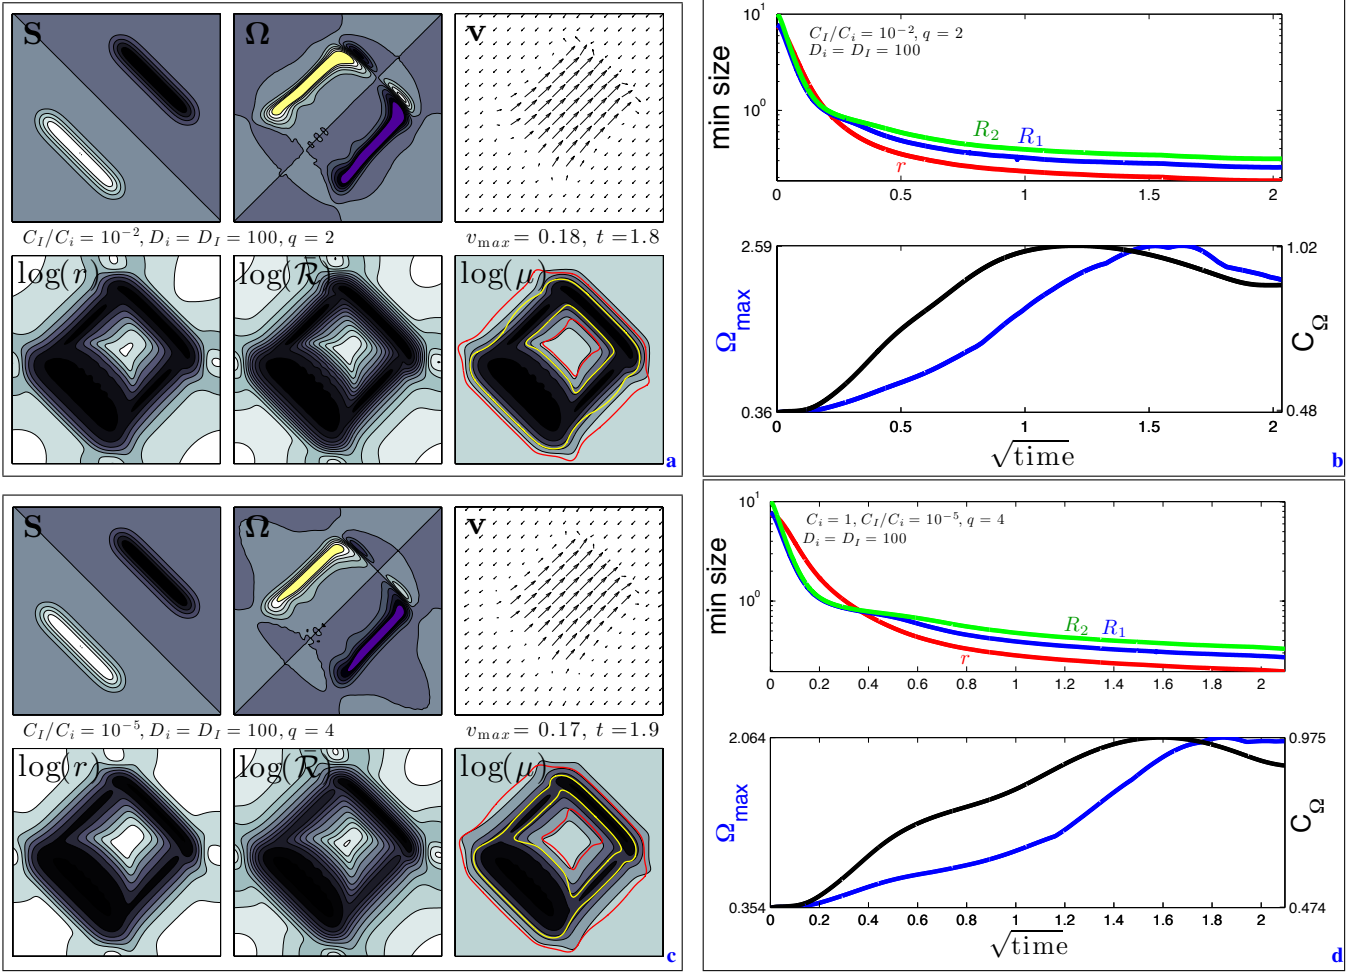 S Ω v
C_I/C_i = 10^{-2}, D_i = D_I = 100, q = 2
v_{max} = 0.18, t = 1.8
log(r) log(R̄) log(μ)
a
min size
10^1
10^0
C_I/C_i = 10^{-2}, q = 2
D_i = D_I = 100
R_2 R_1
r
0 0.5 1 1.5 2
2.59
Ω_max
0.36
1.02
C_Ω
0.48
0 0.5 1 1.5 2
√time
b
S Ω v
C_I/C_i = 10^{-5}, D_i = D_I = 100, q = 4
v_{max} = 0.17, t = 1.9
log(r) log(R̄) log(μ)
c
min size
10^1
10^0
C_i = 1, C_I/C_i = 10^{-5}, q = 4
D_i = D_I = 100
R_2 R_1
r
0 0.2 0.4 0.6 0.8 1 1.2 1.4 1.6 1.8 2
2.064
Ω_max
0.354
0.975
C_Ω
0.474
0 0.2 0.4 0.6 0.8 1 1.2 1.4 1.6 1.8 2
√time
d